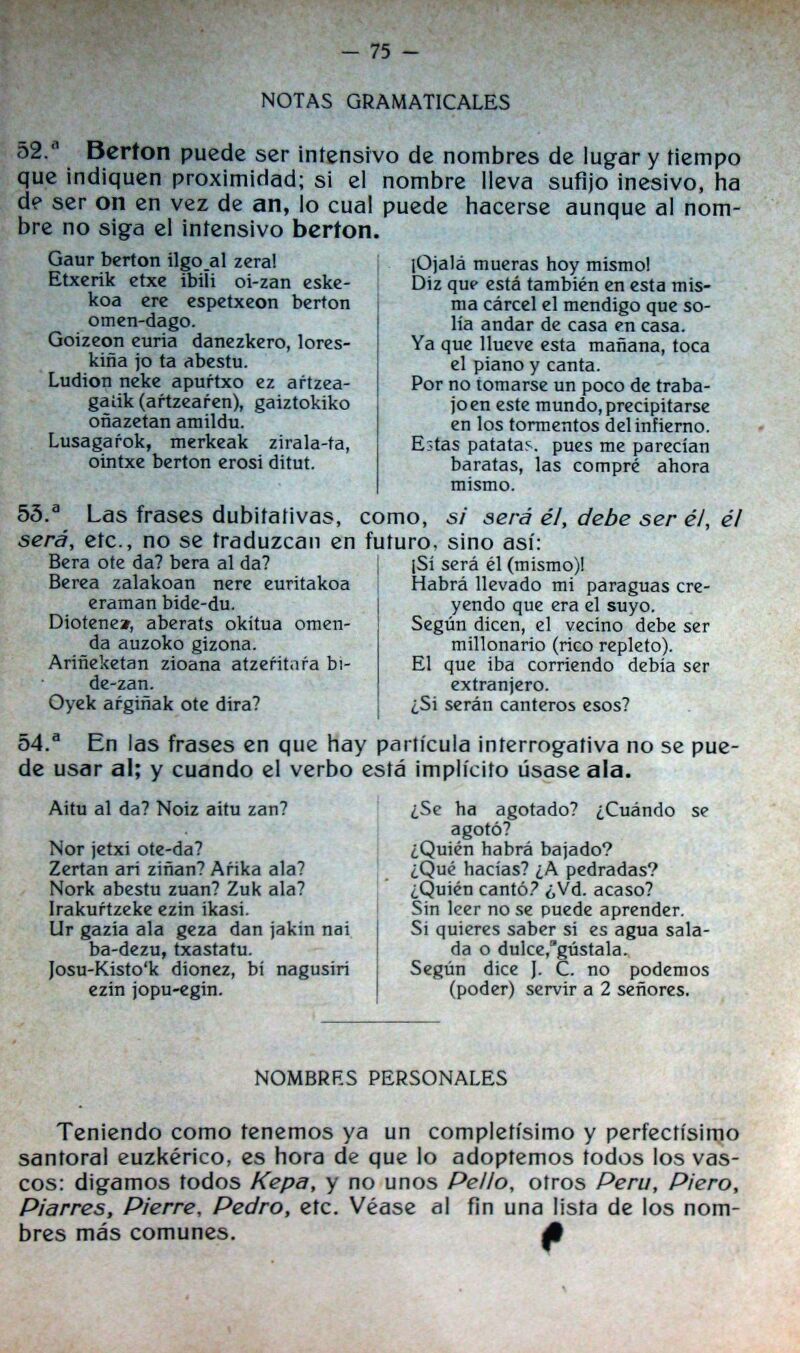 — 75 —
NOTAS GRAMATICALES
52.ª Berton puede ser intensivo de nombres de lugar y tiempo
que indiquen proximidad; si el nombre lleva sufijo inesivo, ha
de ser on en vez de an, lo cual puede hacerse aunque al nom-
bre no siga el intensivo berton.
Gaur berton ilgo al zera!
Etxerik etxe ibili oi-zan eske-
koa ere espetxeon berton
omen-dago.
Goizeon euria danezkero, lores-
kiña jo ta abestu.
Ludion neke apuŕtxo ez aŕtzea-
gatik (aŕtzeaŕen), gaiztokiko
oñazetan amildu.
Lusagaŕok, merkeak zirala-ta,
ointxe berton erosi ditut.
¡Ojalá mueras hoy mismo!
Diz que está también en esta mis-
ma cárcel el mendigo que so-
lía andar de casa en casa.
Ya que llueve esta mañana, toca
el piano y canta.
Por no tomarse un poco de traba-
jo en este mundo, precipitarse
en los tormentos del infierno.
Estas patatas. pues me parecían
baratas, las compré ahora
mismo.
53.ª Las frases dubitativas, como, si será él, debe ser él, él
será, etc., no se traduzcan en futuro, sino así:
Bera ote da? bera al da?
Berea zalakoan nere euritakoa
eraman bide-du.
Diotenez, aberats okitua omen-
da auzoko gizona.
Ariñeketan zioana atzeŕitaŕa bi-
de-zan.
Oyek aŕgiñak ote dira?
¡Sí será él (mismo)!
Habrá llevado mi paraguas cre-
yendo que era el suyo.
Según dicen, el vecino debe ser
millonario (rico repleto).
El que iba corriendo debía ser
extranjero.
¿Si serán canteros esos?
54.ª En las frases en que hay partícula interrogativa no se pue-
de usar al; y cuando el verbo está implícito úsase ala.
Aitu al da? Noiz aitu zan?
Nor jetxi ote-da?
Zertan ari ziñan? Aŕika ala?
Nork abestu zuan? Zuk ala?
Irakuŕtzeke ezin ikasi.
Ur gazia ala geza dan jakin nai
ba-dezu, txastatu.
Josu-Kisto'k dionez, bi nagusiri
ezin jopu-egin.
¿Se ha agotado? ¿Cuándo se
agotó?
¿Quién habrá bajado?
¿Qué hacías? ¿A pedradas?
¿Quién cantó? ¿Vd. acaso?
Sin leer no se puede aprender.
Si quieres saber si es agua sala-
da o dulce, gústala.
Según dice J. C. no podemos
(poder) servir a 2 señores.
NOMBRES PERSONALES
Teniendo como tenemos ya un completísimo y perfectísimo
santoral euzkérico, es hora de que lo adoptemos todos los vas-
cos: digamos todos Kepa, y no unos Pello, otros Peru, Piero,
Piarres, Pierre, Pedro, etc. Véase al fin una lista de los nom-
bres más comunes.